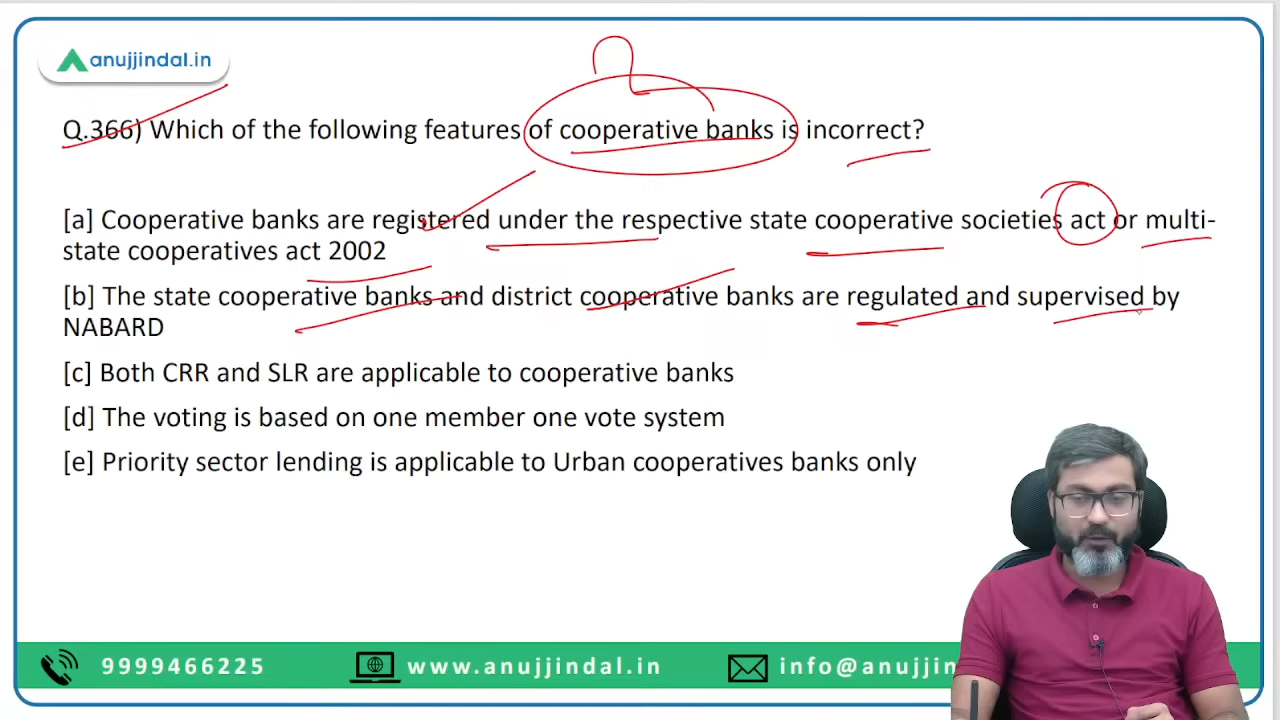 anujjindal.in
Q.366) Which of the following features of cooperative banks is incorrect?
[a] Cooperative banks are registered under the respective state cooperative societies act or multi-
state cooperatives act 2002
[b] The state cooperative banks and district cooperative banks are regulated and supervised by
NABARD
[c] Both CRR and SLR are applicable to cooperative banks
[d] The voting is based on one member one vote system
[e] Priority sector lending is applicable to Urban cooperatives banks only
9999466225 www.anujjindal.in info@anujjin